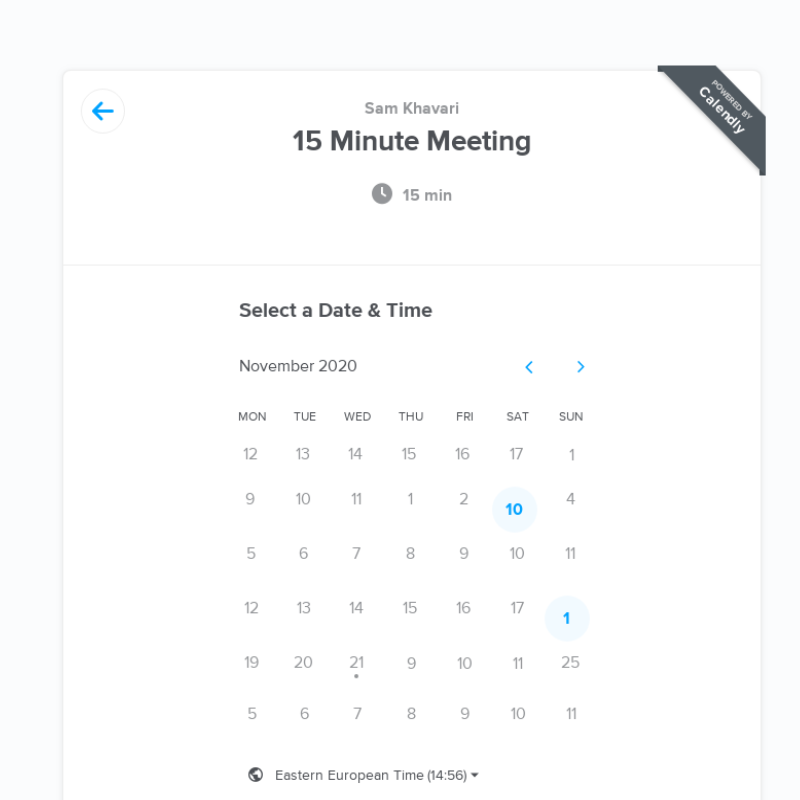 Sam Khavari
15 Minute Meeting
POWERED BY
Calendly
15 min
Select a Date & Time
November 2020
MON TUE WED THU FRI SAT SUN
12 13 14 15 16 17 1
9 10 11 1 2 10 4
5 6 7 8 9 10 11
12 13 14 15 16 17 1
19 20 21 9 10 11 25
5 6 7 8 9 10 11
Eastern European Time (14:56)